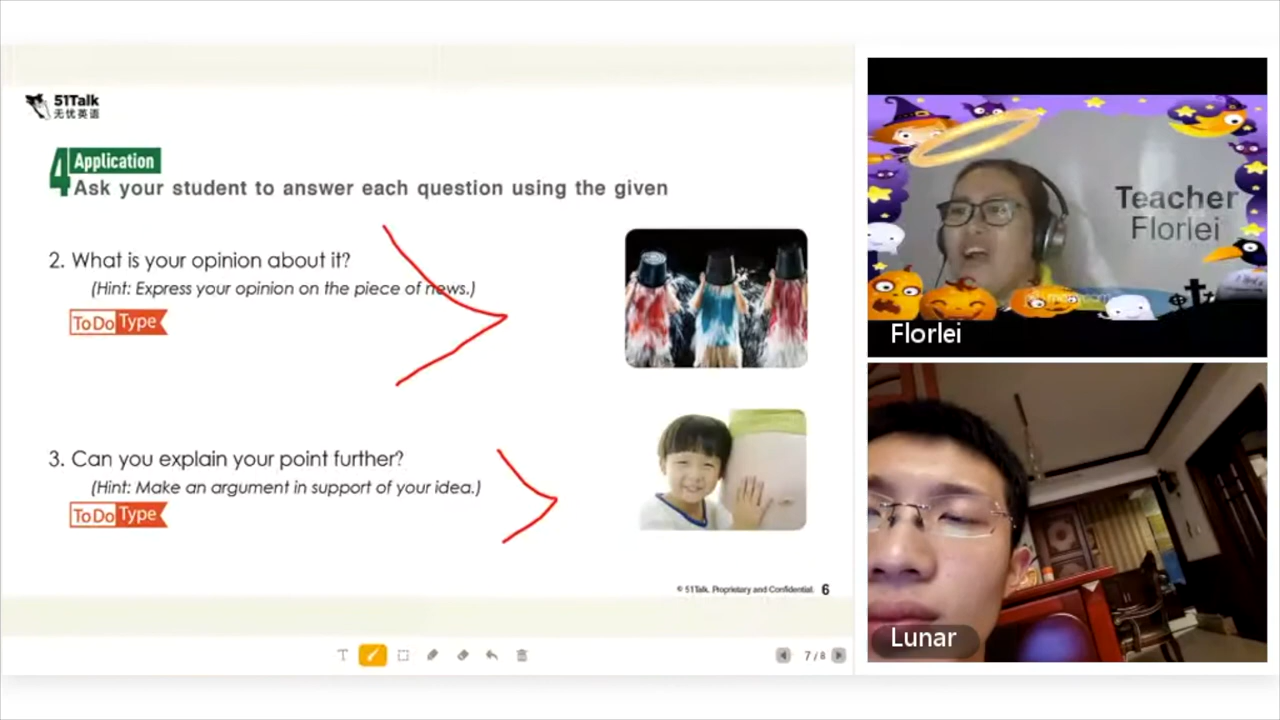 51Talk
无忧英语
4 Application
Ask your student to answer each question using the given
2. What is your opinion about it?
(Hint: Express your opinion on the piece of news.)
To Do Type
3. Can you explain your point further?
(Hint: Make an argument in support of your idea.)
To Do Type
© 51Talk. Proprietary and Confidential. 6
T
7/8
Teacher
Florlei
Florlei
Lunar